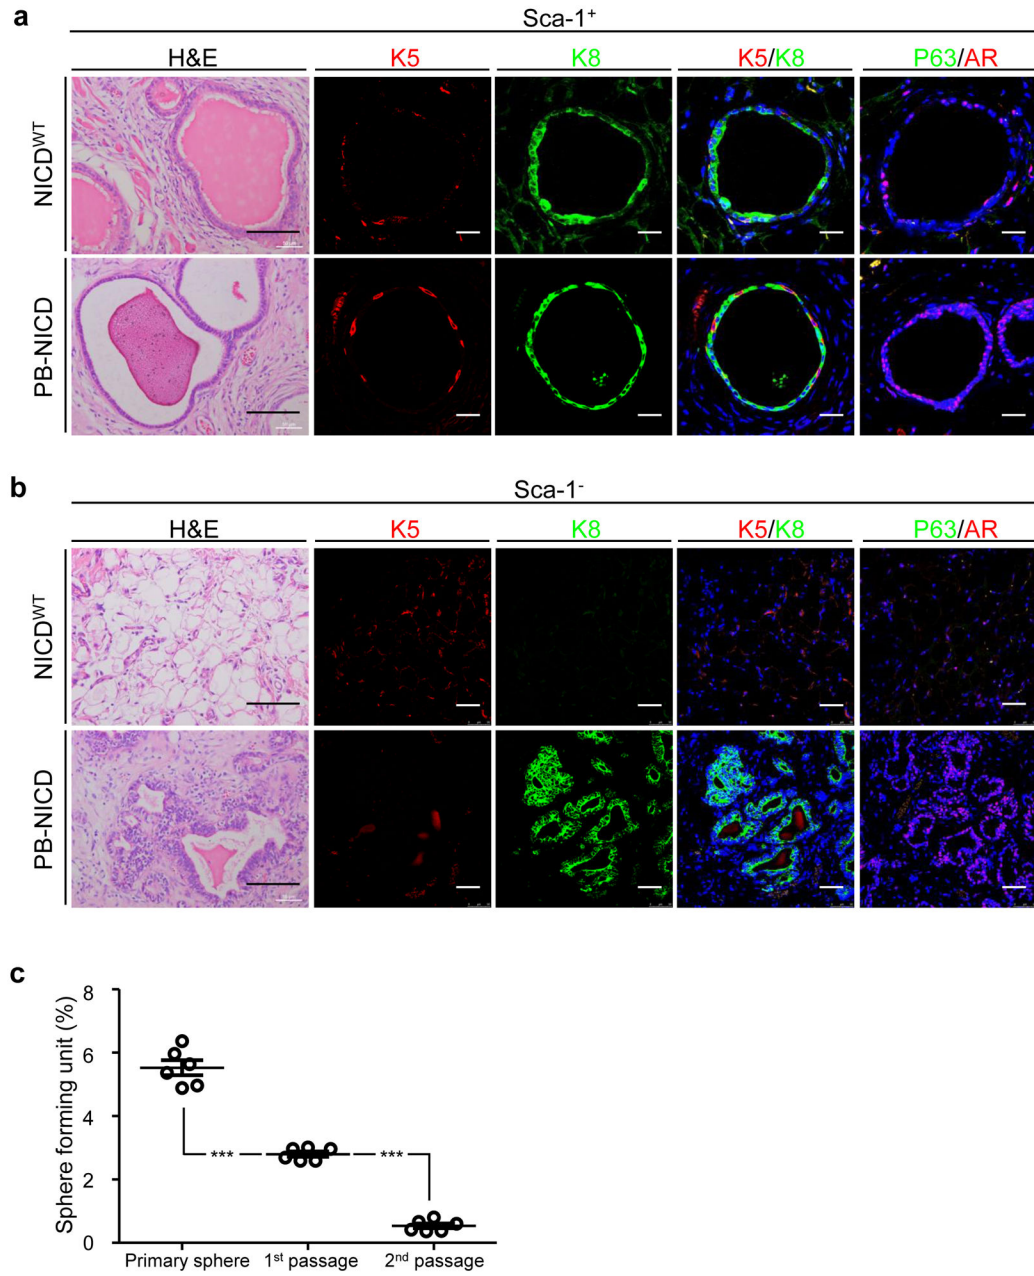 a
Sca-1⁺
H&E K5 K8 K5/K8 P63/AR
NICDᵂᵀ
PB-NICD
b
Sca-1⁻
H&E K5 K8 K5/K8 P63/AR
NICDᵂᵀ
PB-NICD
c
Sphere forming unit (%)
8
6
4
2
0
*** ***
Primary sphere 1ˢᵗ passage 2ⁿᵈ passage